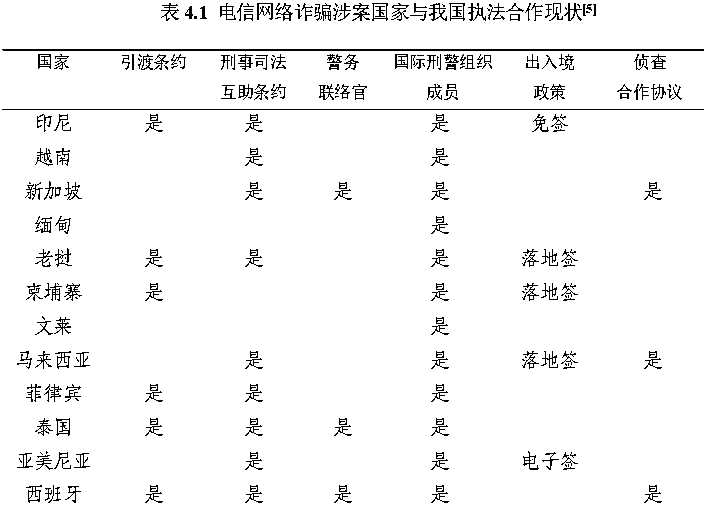 表 4.1 电信网络诈骗涉案国家与我国执法合作现状[5]
国家 引渡条约 刑事司法 警务 国际刑警组织 出入境 侦查
互助条约 联络官 成员 政策 合作协议
印尼 是 是 是 免签
越南 是 是
新加坡 是 是 是 是
缅甸 是
老挝 是 是 是 落地签
柬埔寨 是 是 落地签
文莱 是
马来西亚 是 是 落地签 是
菲律宾 是 是 是
泰国 是 是 是 是
亚美尼亚 是 是 电子签
西班牙 是 是 是 是 是